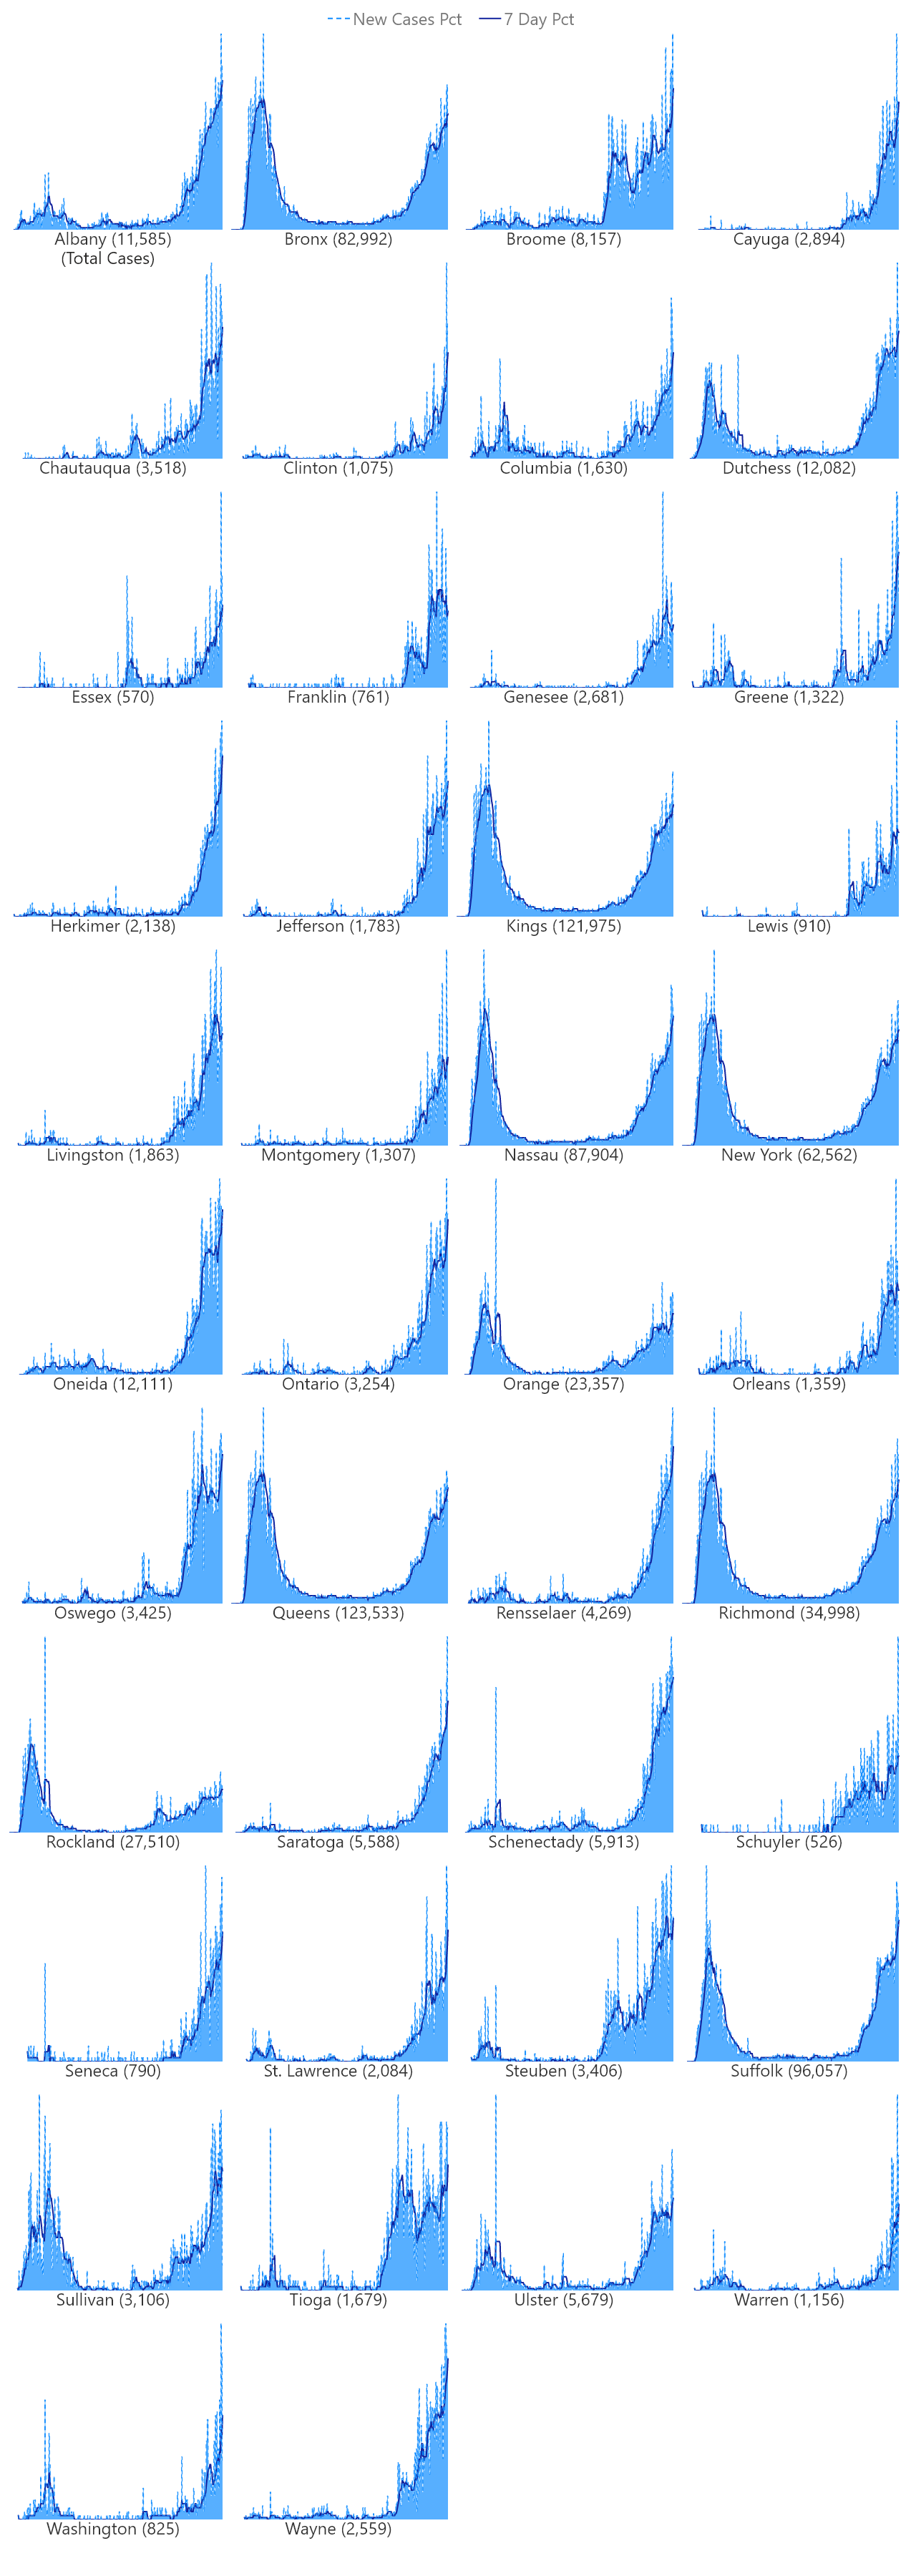 New Cases Pct 7 Day Pct
Albany (11,585) Bronx (82,992) Broome (8,157) Cayuga (2,894)
(Total Cases)
Chautauqua (3,518) Clinton (1,075) Columbia (1,630) Dutchess (12,082)
Essex (570) Franklin (761) Genesee (2,681) Greene (1,322)
Herkimer (2,138) Jefferson (1,783) Kings (121,975) Lewis (910)
Livingston (1,863) Montgomery (1,307) Nassau (87,904) New York (62,562)
Oneida (12,111) Ontario (3,254) Orange (23,357) Orleans (1,359)
Oswego (3,425) Queens (123,533) Rensselaer (4,269) Richmond (34,998)
Rockland (27,510) Saratoga (5,588) Schenectady (5,913) Schuyler (526)
Seneca (790) St. Lawrence (2,084) Steuben (3,406) Suffolk (96,057)
Sullivan (3,106) Tioga (1,679) Ulster (5,679) Warren (1,156)
Washington (825) Wayne (2,559)